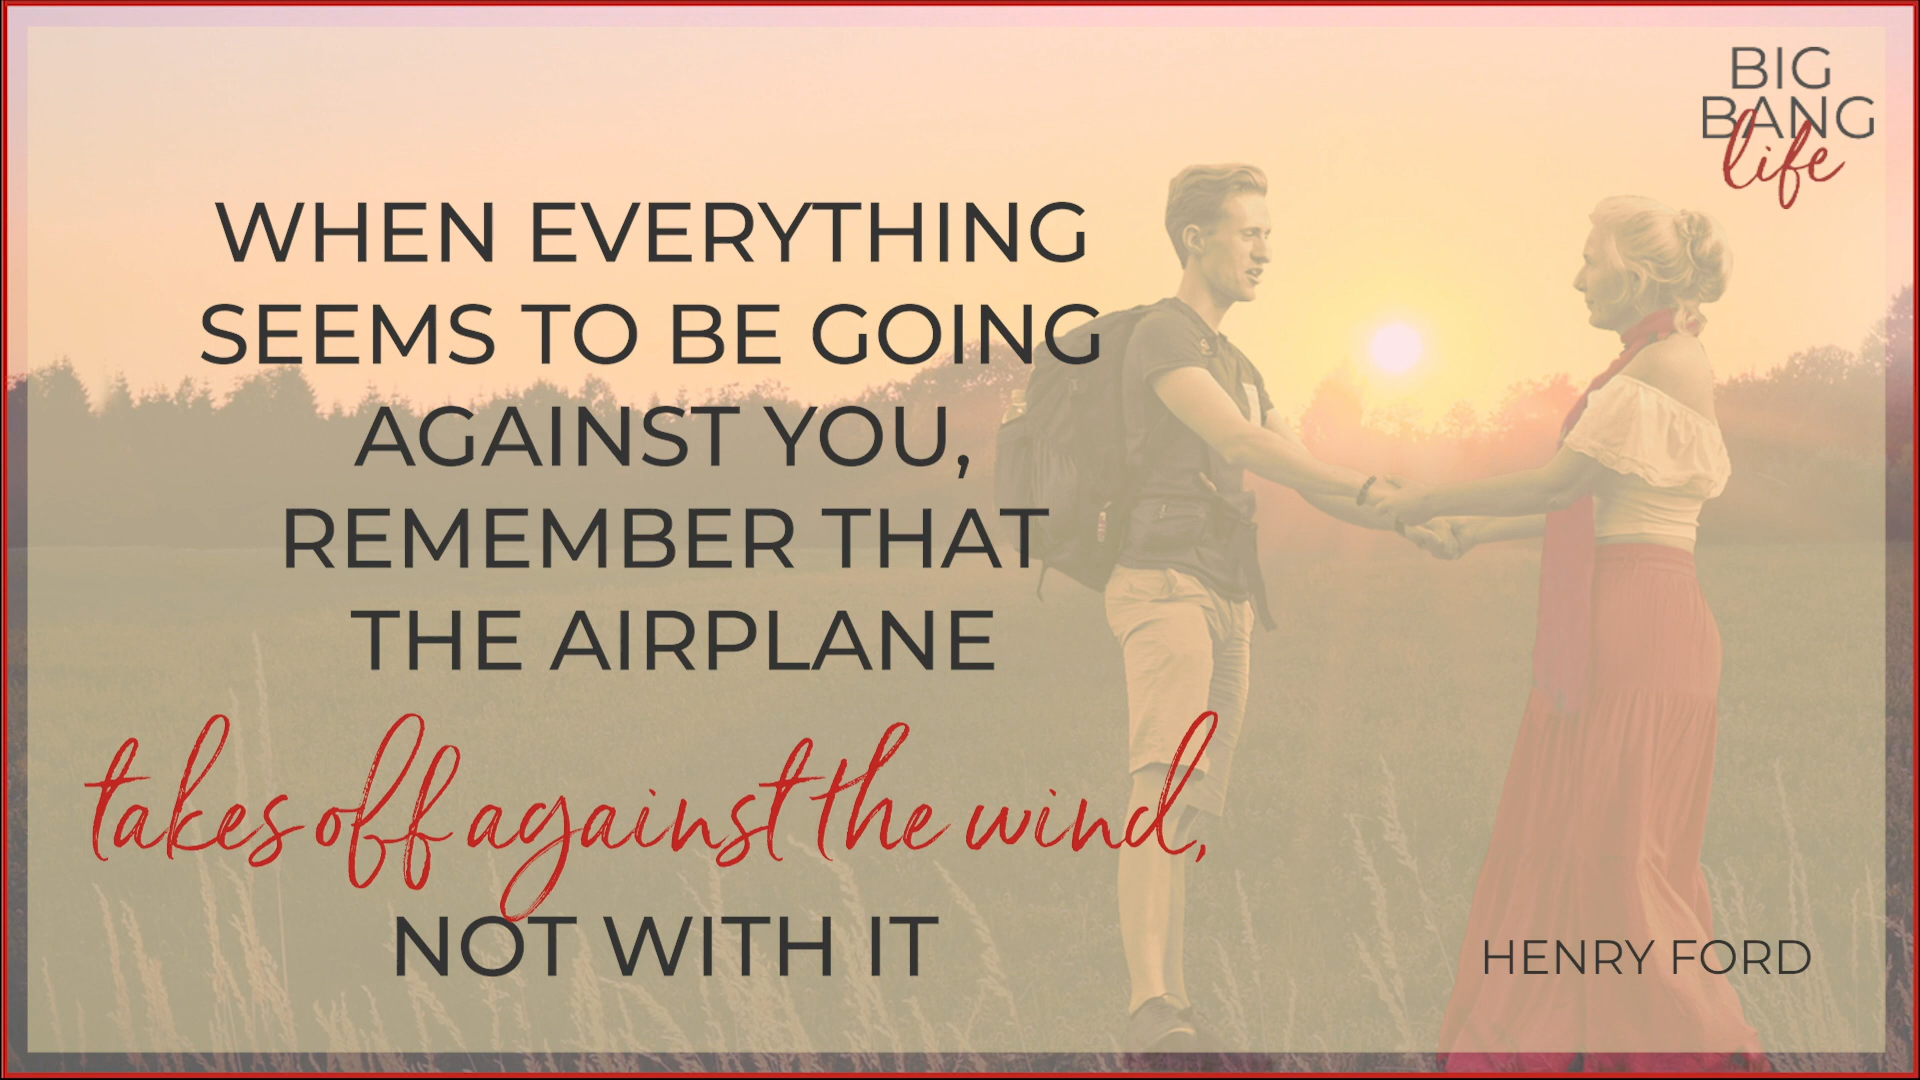 BIG
BANG
life
WHEN EVERYTHING
SEEMS TO BE GOING
AGAINST YOU,
REMEMBER THAT
THE AIRPLANE
takes off against the wind,
NOT WITH IT
HENRY FORD